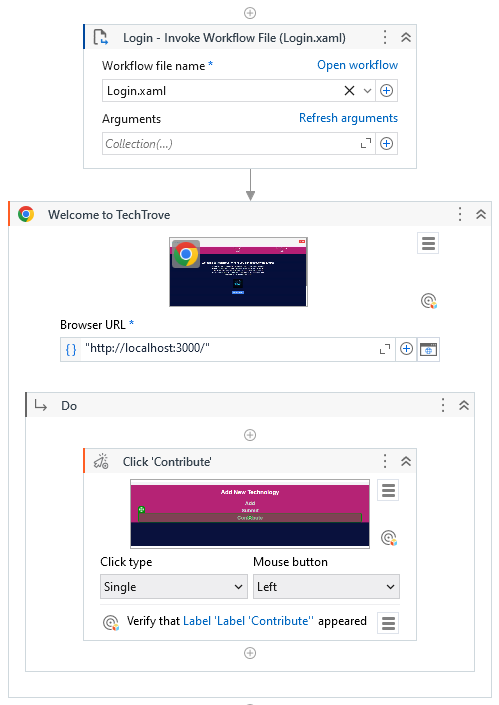 Login - Invoke Workflow File (Login.xaml)
Workflow file name * Open workflow
Login.xaml
Arguments Refresh arguments
Collection(...)
Welcome to TechTrove
Browser URL *
{ } "http://localhost:3000/"
Do
Click 'Contribute'
Add New Technology
Add
Submit
Contribute
Click type Mouse button
Single Left
Verify that Label 'Label 'Contribute'' appeared